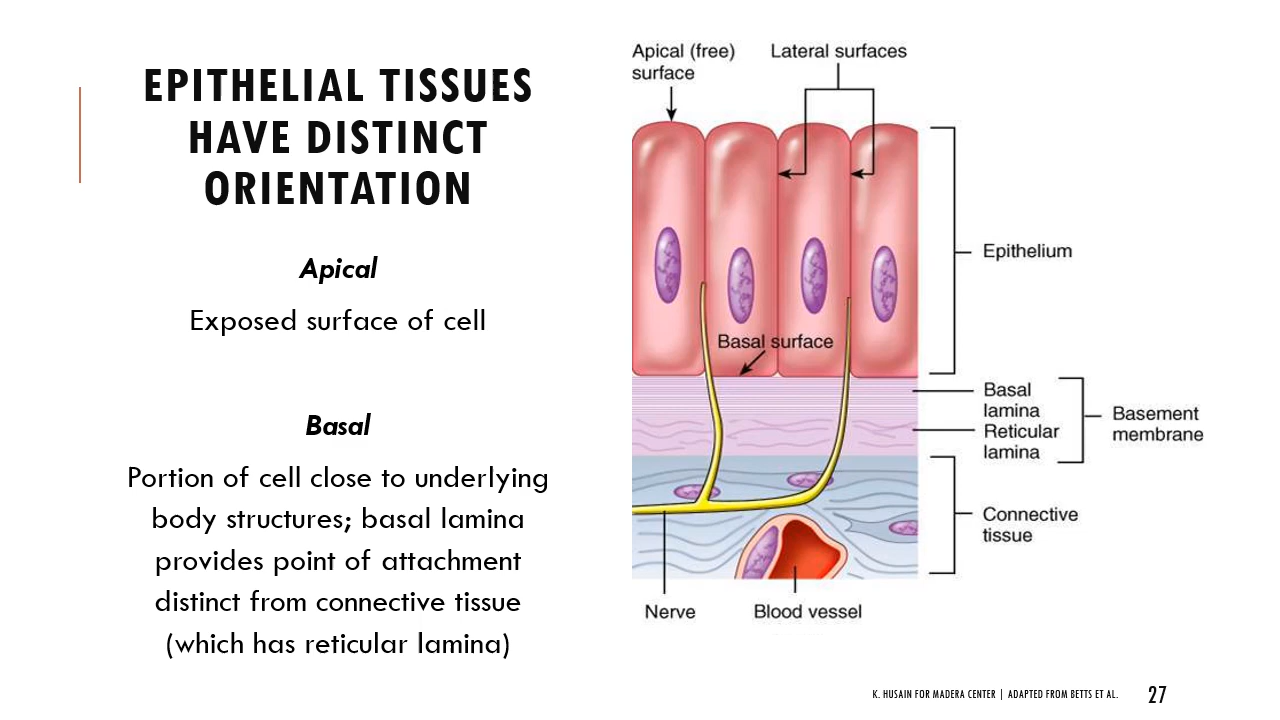 EPITHELIAL TISSUES
HAVE DISTINCT
ORIENTATION
Apical
Exposed surface of cell
Basal
Portion of cell close to underlying
body structures; basal lamina
provides point of attachment
distinct from connective tissue
(which has reticular lamina)
Apical (free)
surface
Lateral surfaces
Epithelium
Basal surface
Basal
lamina
Reticular
lamina
Basement
membrane
Connective
tissue
Nerve
Blood vessel
K. HUSAIN FOR MADERA CENTER | ADAPTED FROM BETTS ET AL.
27